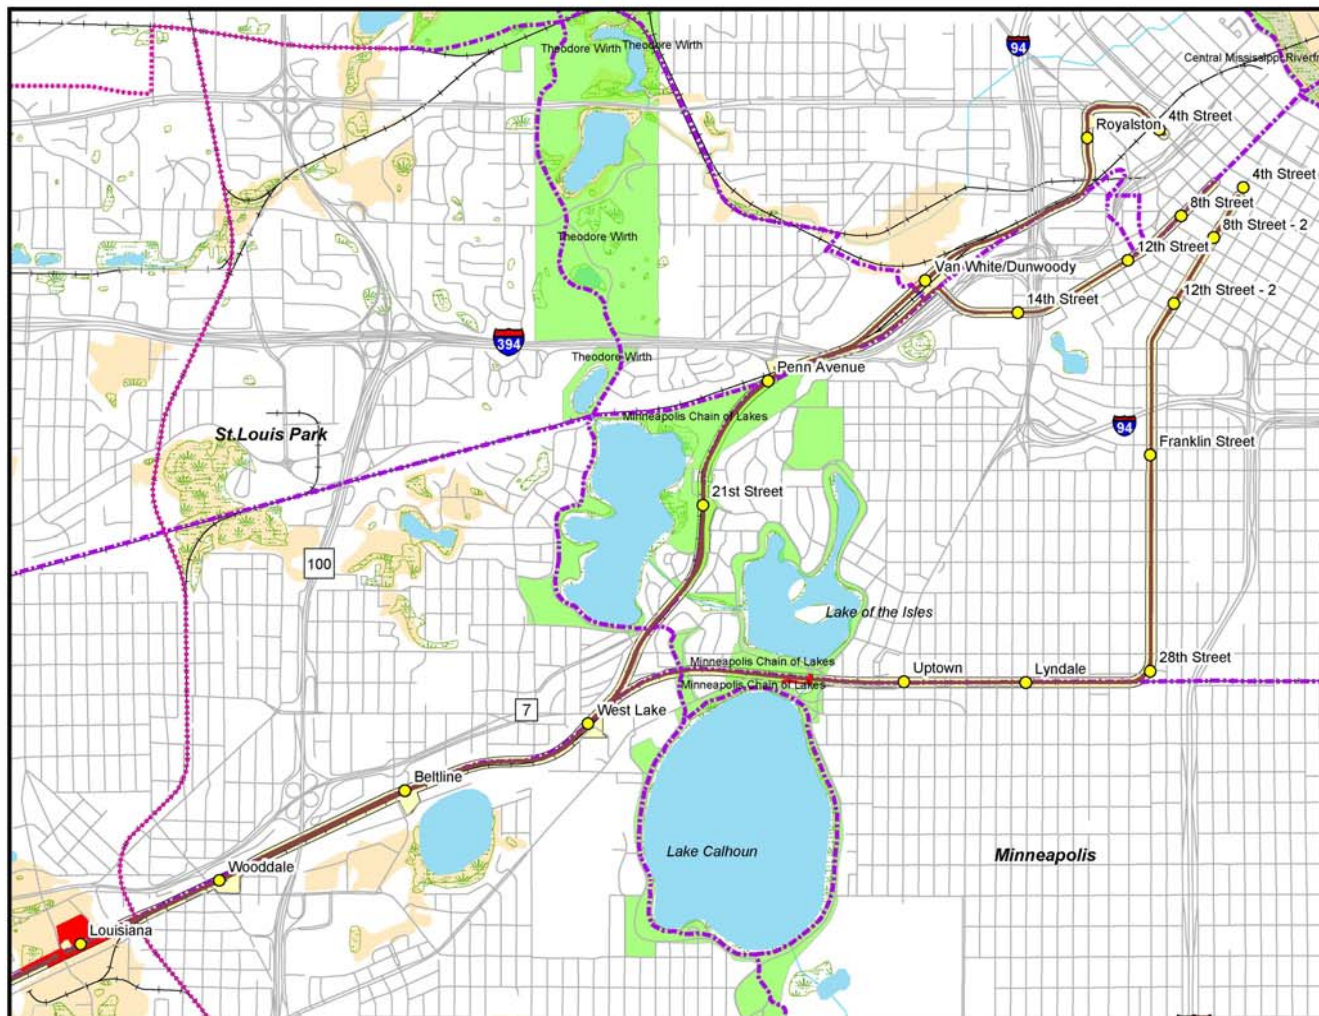 Theodore Wirth
Theodore Wirth
94
Central Mississippi Riverfr
4th Street
Royalston
4th Street
8th Street
8th Street - 2
Theodore Wirth
12th Street
Van White/Dunwoody
12th Street - 2
14th Street
394
Theodore Wirth
Penn Avenue
Minneapolis Chain of Lakes
94
St.Louis Park
Franklin Street
21st Street
100
Lake of the Isles
Minneapolis Chain of Lakes
28th Street
Uptown
Lyndale
Minneapolis Chain of Lakes
7
West Lake
Beltline
Lake Calhoun
Minneapolis
Wooddale
Louisiana